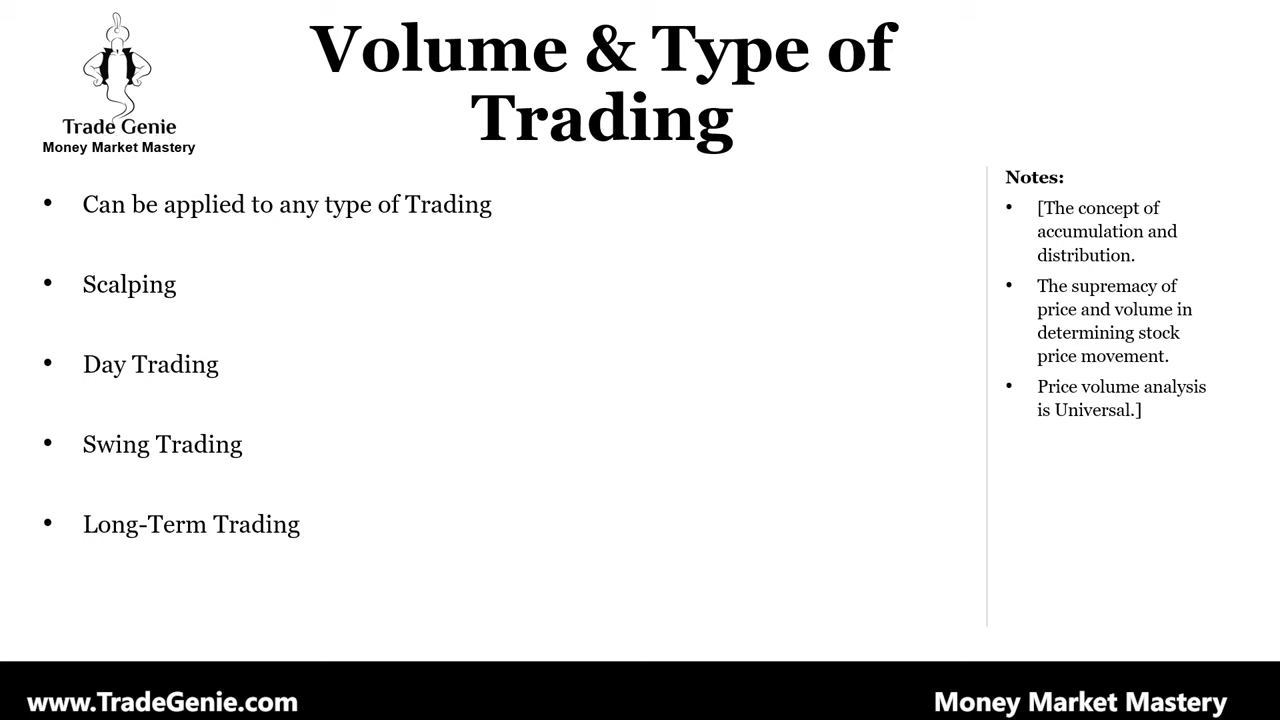 Trade Genie
Money Market Mastery
Volume & Type of
Trading
• Can be applied to any type of Trading
• Scalping
• Day Trading
• Swing Trading
• Long-Term Trading
Notes:
• [The concept of
accumulation and
distribution.
• The supremacy of
price and volume in
determining stock
price movement.
• Price volume analysis
is Universal.]
www.TradeGenie.com
Money Market Mastery